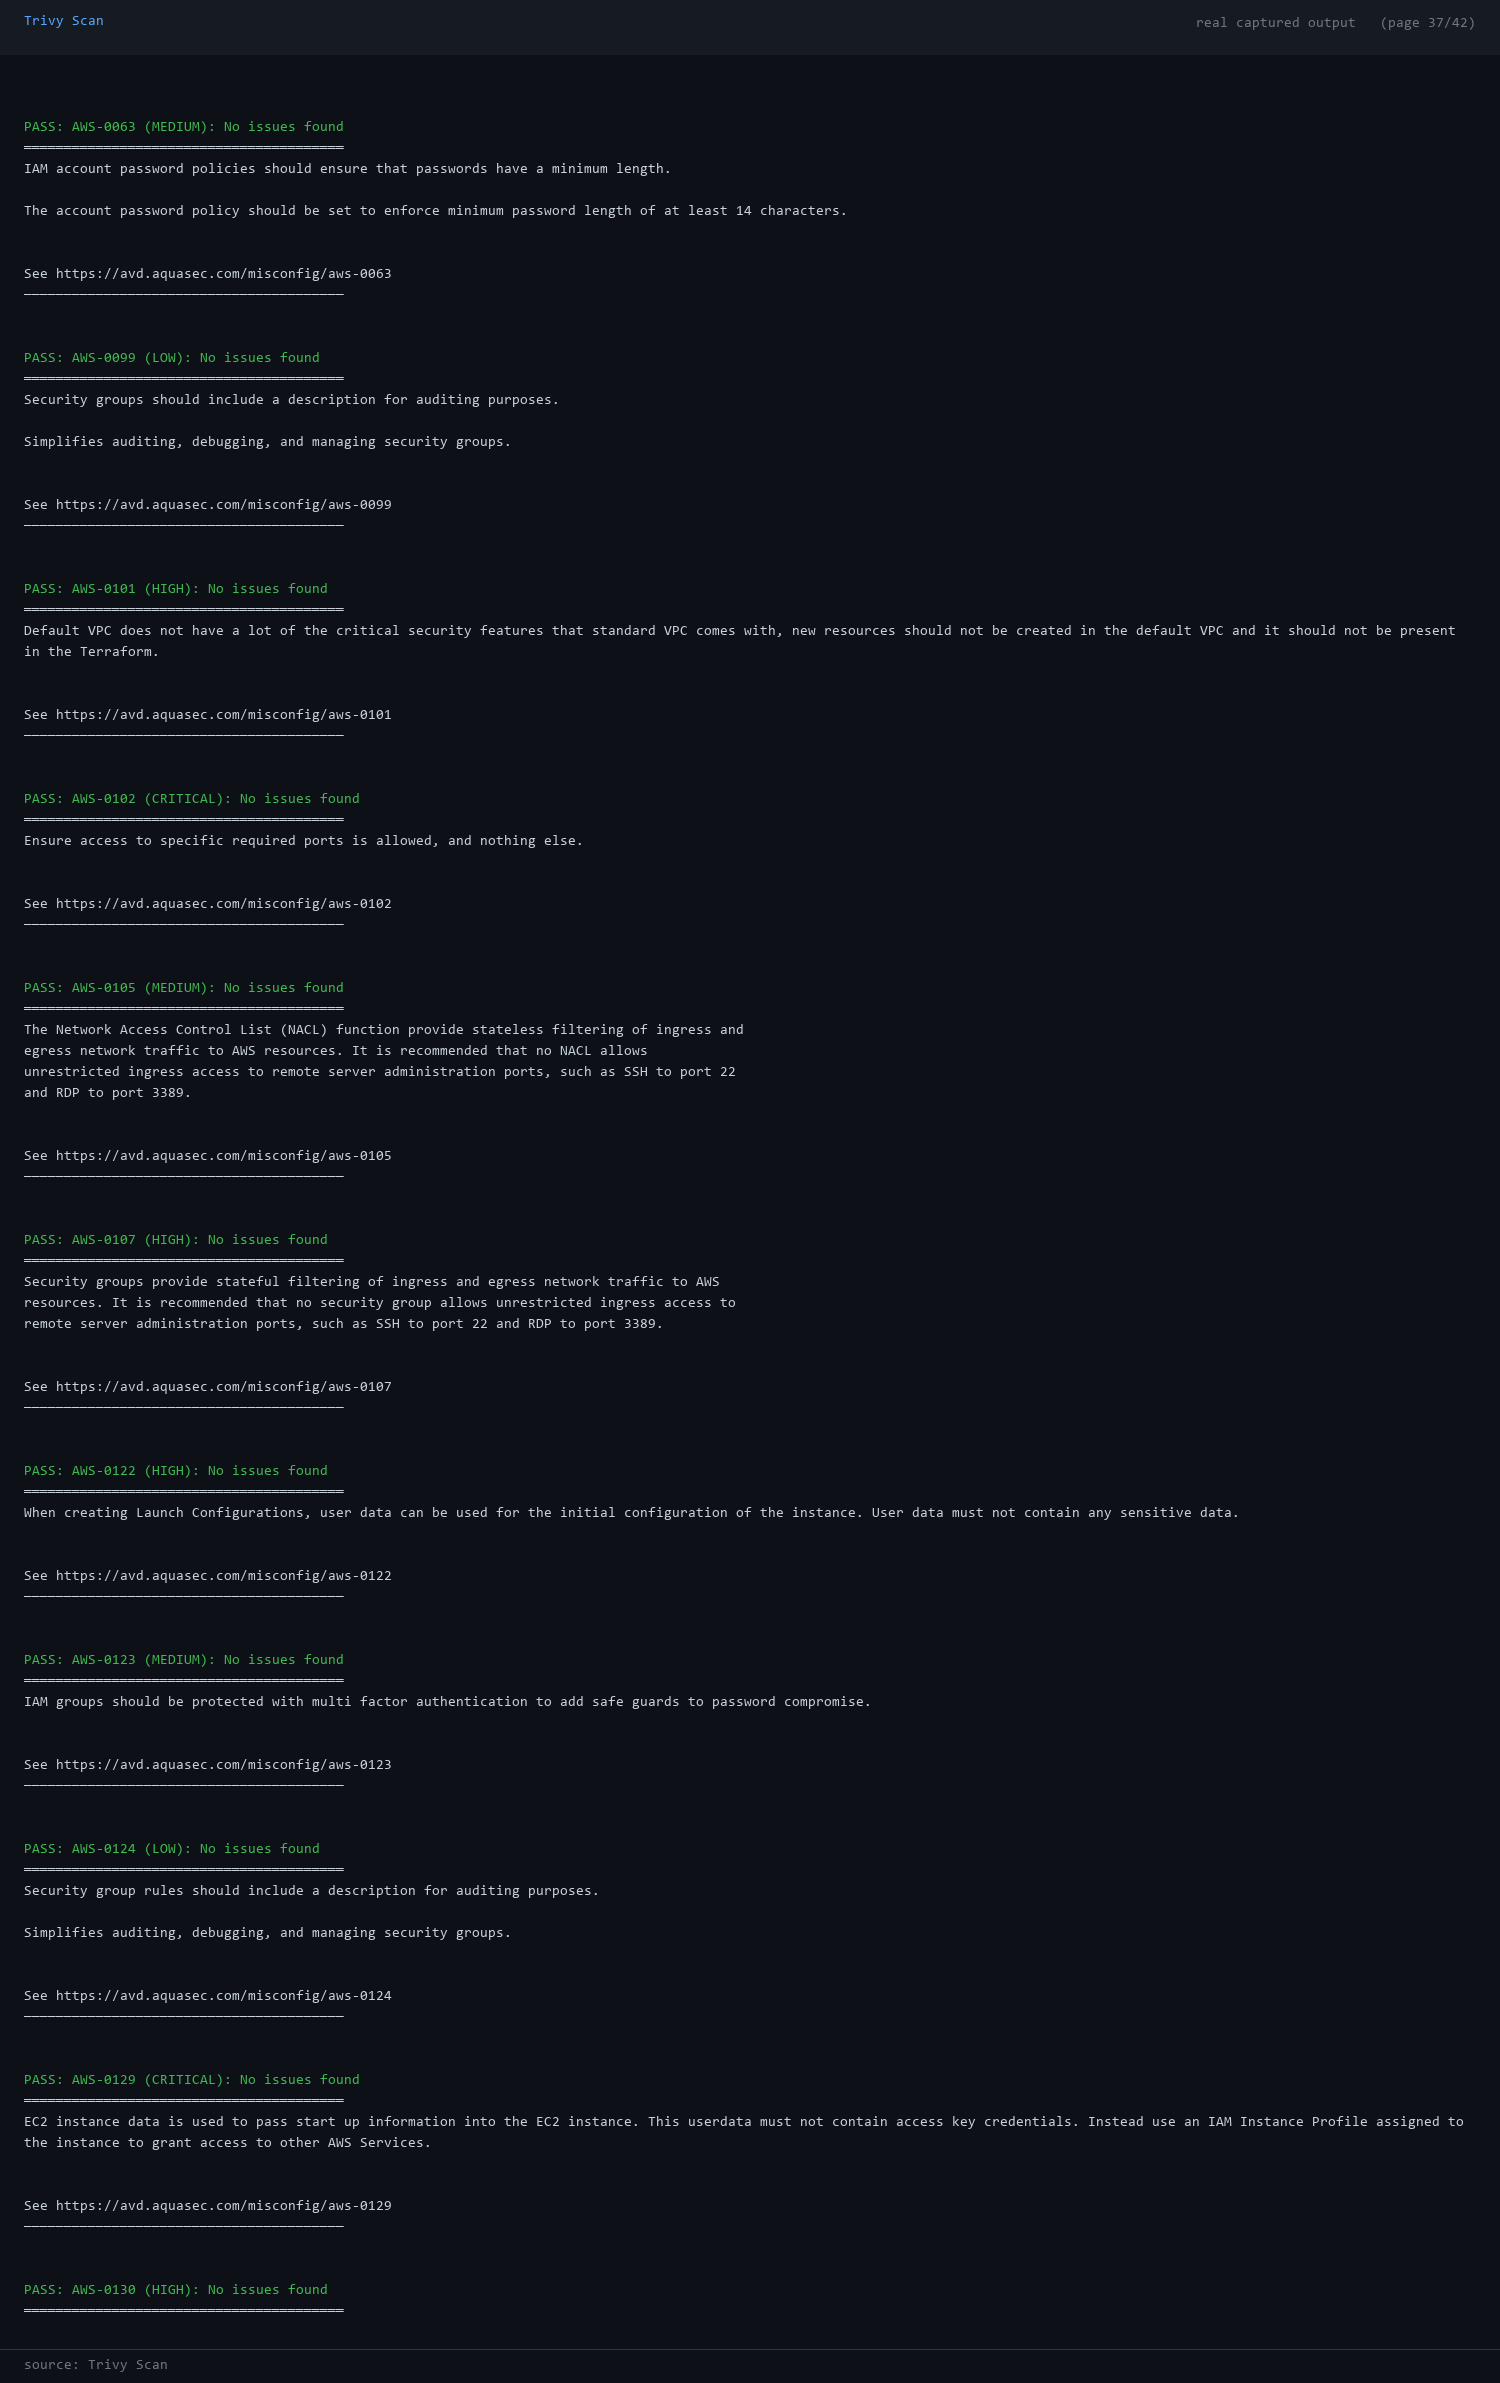 Trivy Scan
real captured output   (page 37/42)
PASS: AWS-0063 (MEDIUM): No issues found
════════════════════════════════════════
IAM account password policies should ensure that passwords have a minimum length.
The account password policy should be set to enforce minimum password length of at least 14 characters.
See https://avd.aquasec.com/misconfig/aws-0063
────────────────────────────────────────
PASS: AWS-0099 (LOW): No issues found
════════════════════════════════════════
Security groups should include a description for auditing purposes.
Simplifies auditing, debugging, and managing security groups.
See https://avd.aquasec.com/misconfig/aws-0099
────────────────────────────────────────
PASS: AWS-0101 (HIGH): No issues found
════════════════════════════════════════
Default VPC does not have a lot of the critical security features that standard VPC comes with, new resources should not be created in the default VPC and it should not be present
in the Terraform.
See https://avd.aquasec.com/misconfig/aws-0101
────────────────────────────────────────
PASS: AWS-0102 (CRITICAL): No issues found
════════════════════════════════════════
Ensure access to specific required ports is allowed, and nothing else.
See https://avd.aquasec.com/misconfig/aws-0102
────────────────────────────────────────
PASS: AWS-0105 (MEDIUM): No issues found
════════════════════════════════════════
The Network Access Control List (NACL) function provide stateless filtering of ingress and
egress network traffic to AWS resources. It is recommended that no NACL allows
unrestricted ingress access to remote server administration ports, such as SSH to port 22
and RDP to port 3389.
See https://avd.aquasec.com/misconfig/aws-0105
────────────────────────────────────────
PASS: AWS-0107 (HIGH): No issues found
════════════════════════════════════════
Security groups provide stateful filtering of ingress and egress network traffic to AWS
resources. It is recommended that no security group allows unrestricted ingress access to
remote server administration ports, such as SSH to port 22 and RDP to port 3389.
See https://avd.aquasec.com/misconfig/aws-0107
────────────────────────────────────────
PASS: AWS-0122 (HIGH): No issues found
════════════════════════════════════════
When creating Launch Configurations, user data can be used for the initial configuration of the instance. User data must not contain any sensitive data.
See https://avd.aquasec.com/misconfig/aws-0122
────────────────────────────────────────
PASS: AWS-0123 (MEDIUM): No issues found
════════════════════════════════════════
IAM groups should be protected with multi factor authentication to add safe guards to password compromise.
See https://avd.aquasec.com/misconfig/aws-0123
────────────────────────────────────────
PASS: AWS-0124 (LOW): No issues found
════════════════════════════════════════
Security group rules should include a description for auditing purposes.
Simplifies auditing, debugging, and managing security groups.
See https://avd.aquasec.com/misconfig/aws-0124
────────────────────────────────────────
PASS: AWS-0129 (CRITICAL): No issues found
════════════════════════════════════════
EC2 instance data is used to pass start up information into the EC2 instance. This userdata must not contain access key credentials. Instead use an IAM Instance Profile assigned to
the instance to grant access to other AWS Services.
See https://avd.aquasec.com/misconfig/aws-0129
────────────────────────────────────────
PASS: AWS-0130 (HIGH): No issues found
════════════════════════════════════════
source: Trivy Scan